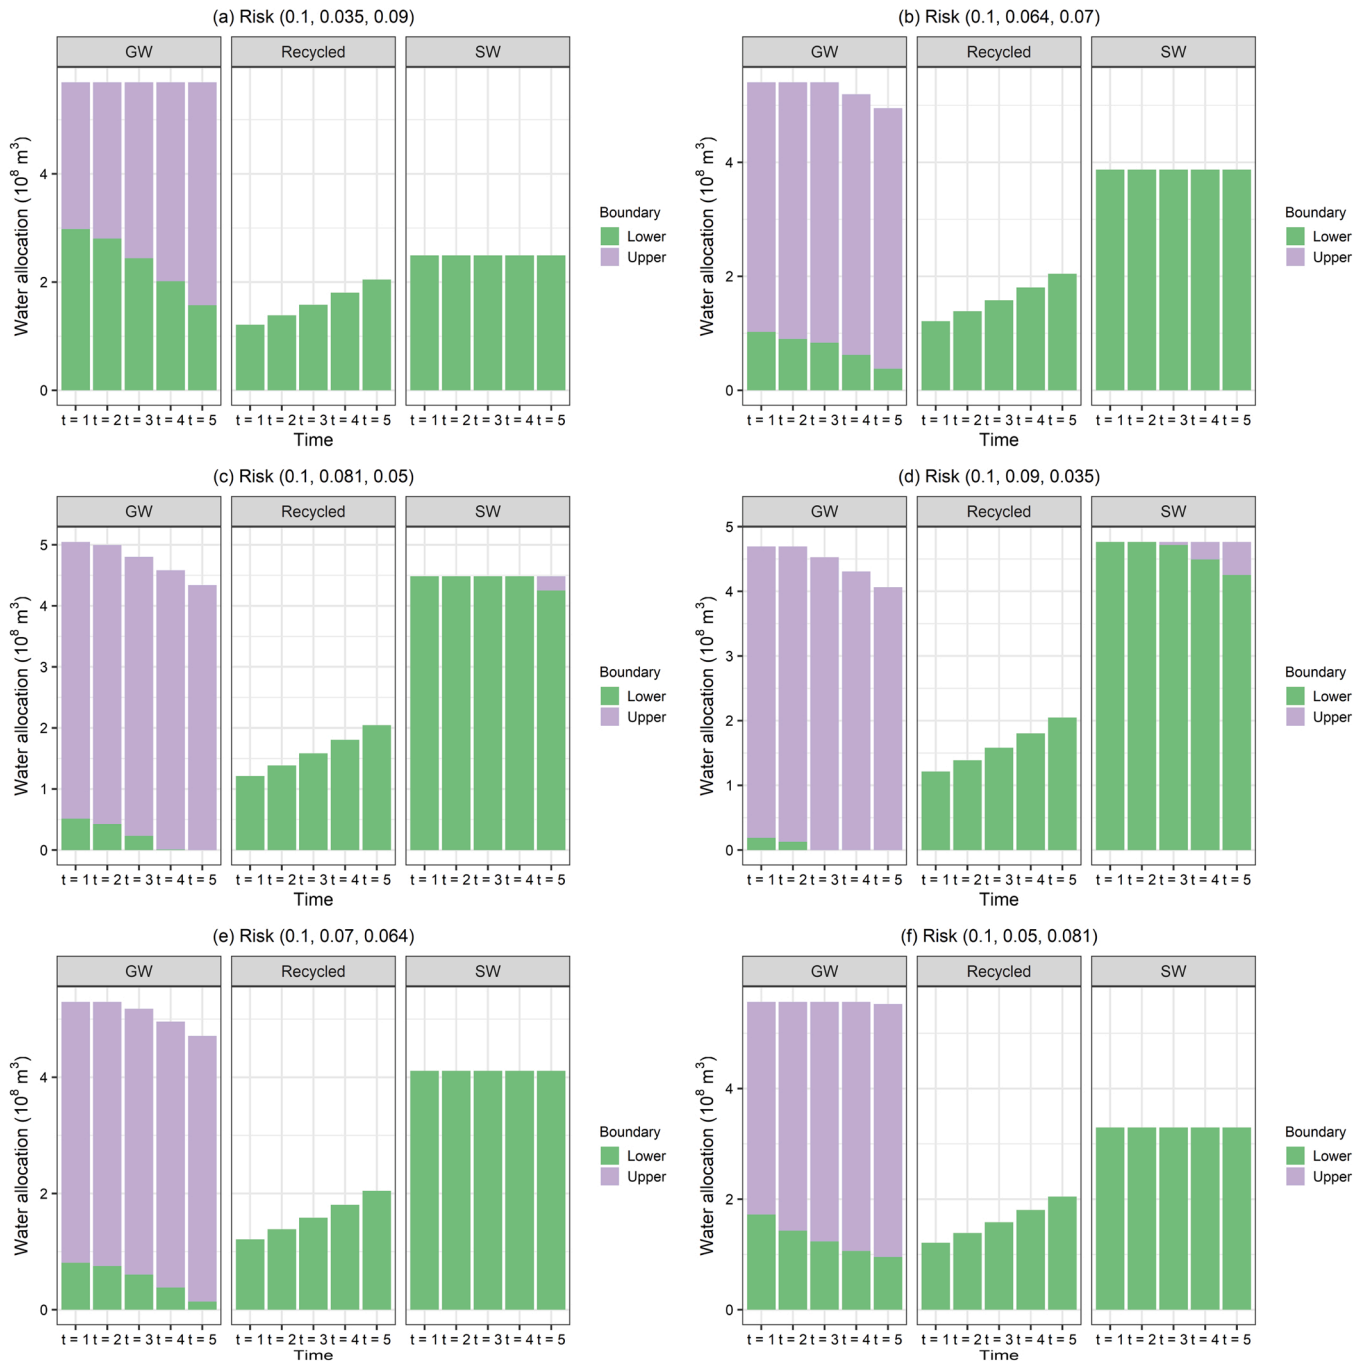 (a) Risk (0.1, 0.035, 0.09)
GW Recycled SW
Water allocation (10⁸ m³)
4
2
0
t = 1 t = 2 t = 3 t = 4 t = 5 t = 1 t = 2 t = 3 t = 4 t = 5 t = 1 t = 2 t = 3 t = 4 t = 5
Time
Boundary
Lower
Upper
(b) Risk (0.1, 0.064, 0.07)
GW Recycled SW
Water allocation (10⁸ m³)
4
2
0
t = 1 t = 2 t = 3 t = 4 t = 5 t = 1 t = 2 t = 3 t = 4 t = 5 t = 1 t = 2 t = 3 t = 4 t = 5
Time
Boundary
Lower
Upper
(c) Risk (0.1, 0.081, 0.05)
GW Recycled SW
Water allocation (10⁸ m³)
5
4
3
2
1
0
t = 1 t = 2 t = 3 t = 4 t = 5 t = 1 t = 2 t = 3 t = 4 t = 5 t = 1 t = 2 t = 3 t = 4 t = 5
Time
Boundary
Lower
Upper
(d) Risk (0.1, 0.09, 0.035)
GW Recycled SW
Water allocation (10⁸ m³)
5
4
3
2
1
0
t = 1 t = 2 t = 3 t = 4 t = 5 t = 1 t = 2 t = 3 t = 4 t = 5 t = 1 t = 2 t = 3 t = 4 t = 5
Time
Boundary
Lower
Upper
(e) Risk (0.1, 0.07, 0.064)
GW Recycled SW
Water allocation (10⁸ m³)
4
2
0
t = 1 t = 2 t = 3 t = 4 t = 5 t = 1 t = 2 t = 3 t = 4 t = 5 t = 1 t = 2 t = 3 t = 4 t = 5
Time
Boundary
Lower
Upper
(f) Risk (0.1, 0.05, 0.081)
GW Recycled SW
Water allocation (10⁸ m³)
4
2
0
t = 1 t = 2 t = 3 t = 4 t = 5 t = 1 t = 2 t = 3 t = 4 t = 5 t = 1 t = 2 t = 3 t = 4 t = 5
Time
Boundary
Lower
Upper